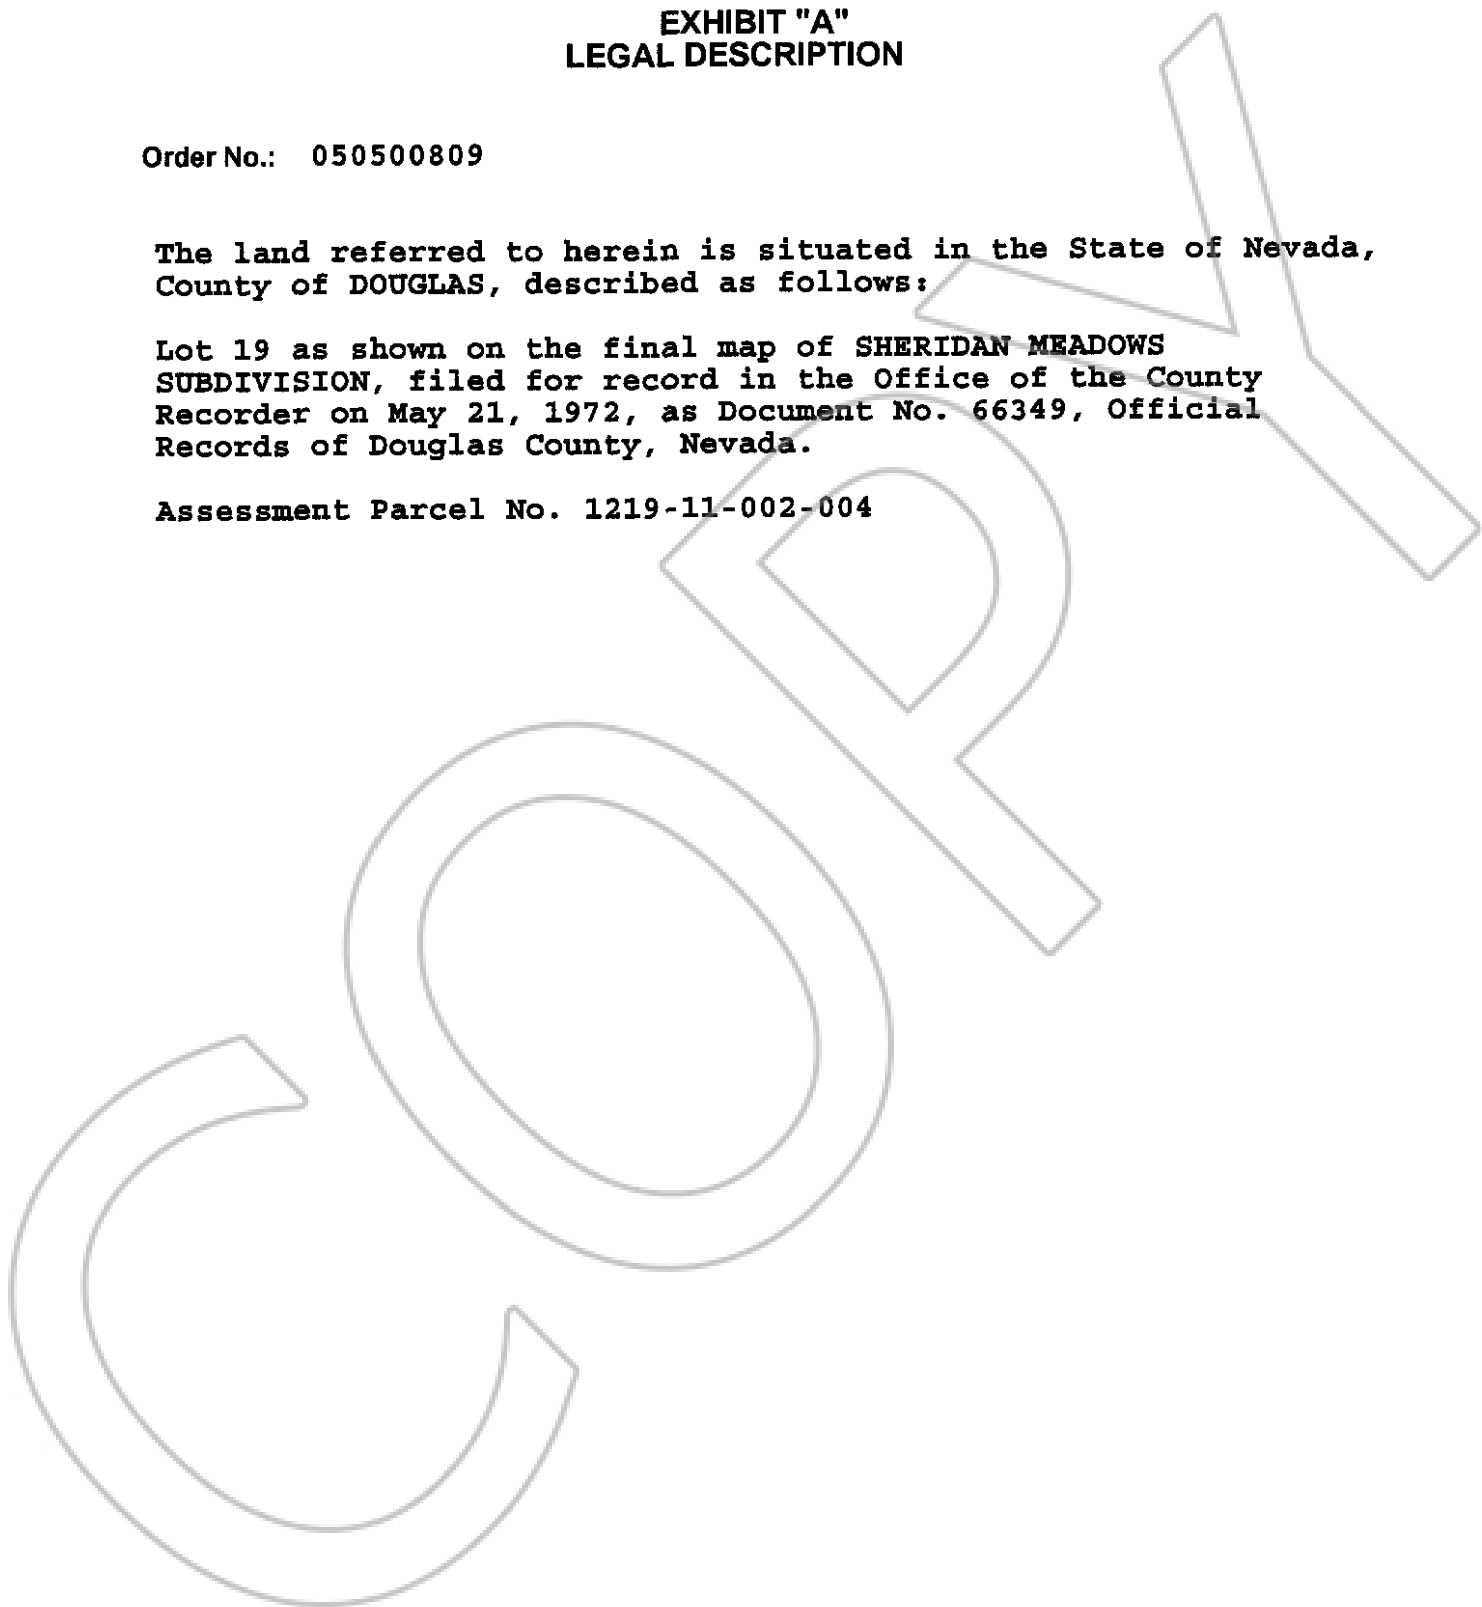 EXHIBIT "A"
LEGAL DESCRIPTION
Order No.: 050500809
The land referred to herein is situated in the State of Nevada,
County of DOUGLAS, described as follows:
Lot 19 as shown on the final map of SHERIDAN MEADOWS
SUBDIVISION, filed for record in the Office of the County
Recorder on May 21, 1972, as Document No. 66349, Official
Records of Douglas County, Nevada.
Assessment Parcel No. 1219-11-002-004
COPY